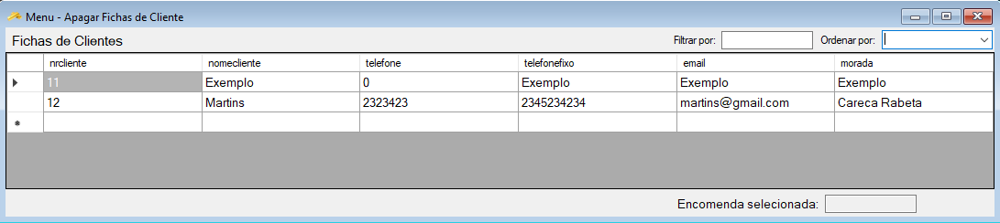 Menu - Apagar Fichas de Cliente
Fichas de Clientes Filtrar por: Ordenar por:
nrcliente nomecliente telefone telefonefixo email morada
11 Exemplo 0 Exemplo Exemplo Exemplo
12 Martins 2323423 2345234234 martins@gmail.com Careca Rabeta
Encomenda selecionada: